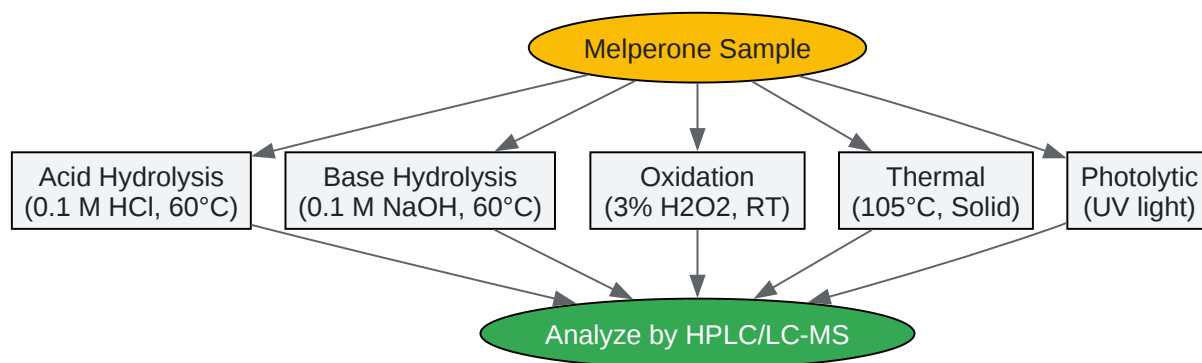 Melperone Sample
Acid Hydrolysis
(0.1 M HCl, 60°C)
Base Hydrolysis
(0.1 M NaOH, 60°C)
Oxidation
(3% H2O2, RT)
Thermal
(105°C, Solid)
Photolytic
(UV light)
Analyze by HPLC/LC-MS